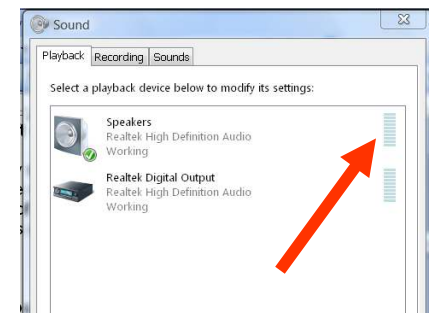 Sound
Playback Recording Sounds
Select a playback device below to modify its settings:
Speakers
Realtek High Definition Audio
Working
Realtek Digital Output
Realtek High Definition Audio
Working